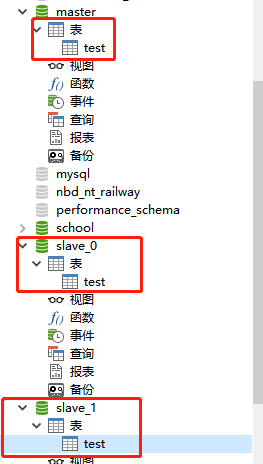 master
表
test
视图
f() 函数
事件
查询
报表
备份
mysql
nbd_nt_railway
performance_schema
school
slave_0
表
test
视图
f() 函数
事件
查询
报表
备份
slave_1
表
test
视图